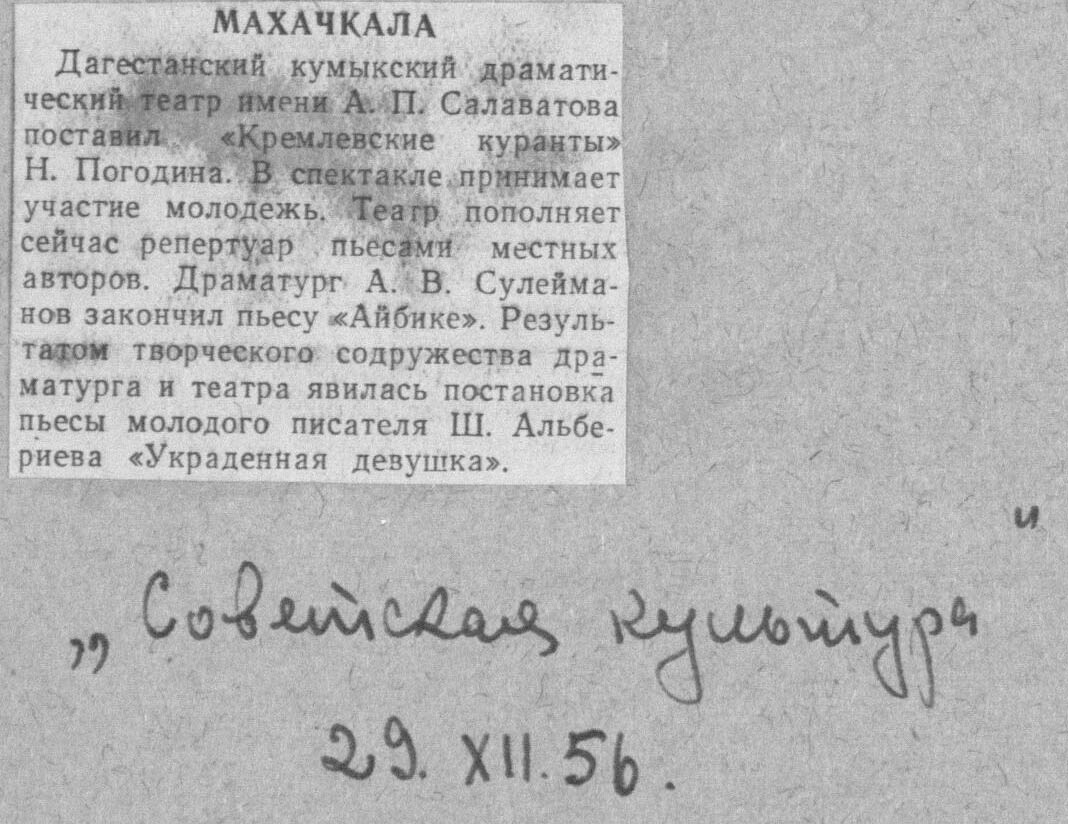 МАХАЧКАЛА
Дагестанский кумыкский драмати-
ческий театр имени А. П. Салаватова
поставил «Кремлевские куранты»
Н. Погодина. В спектакле принимает
участие молодежь. Театр пополняет
сейчас репертуар пьесами местных
авторов. Драматург А. В. Сулейма-
нов закончил пьесу «Айбике». Резуль-
татом творческого содружества дра-
матурга и театра явилась постановка
пьесы молодого писателя Ш. Альбе-
риева «Украденная девушка».
„Советская культура“
29. XII. 56.